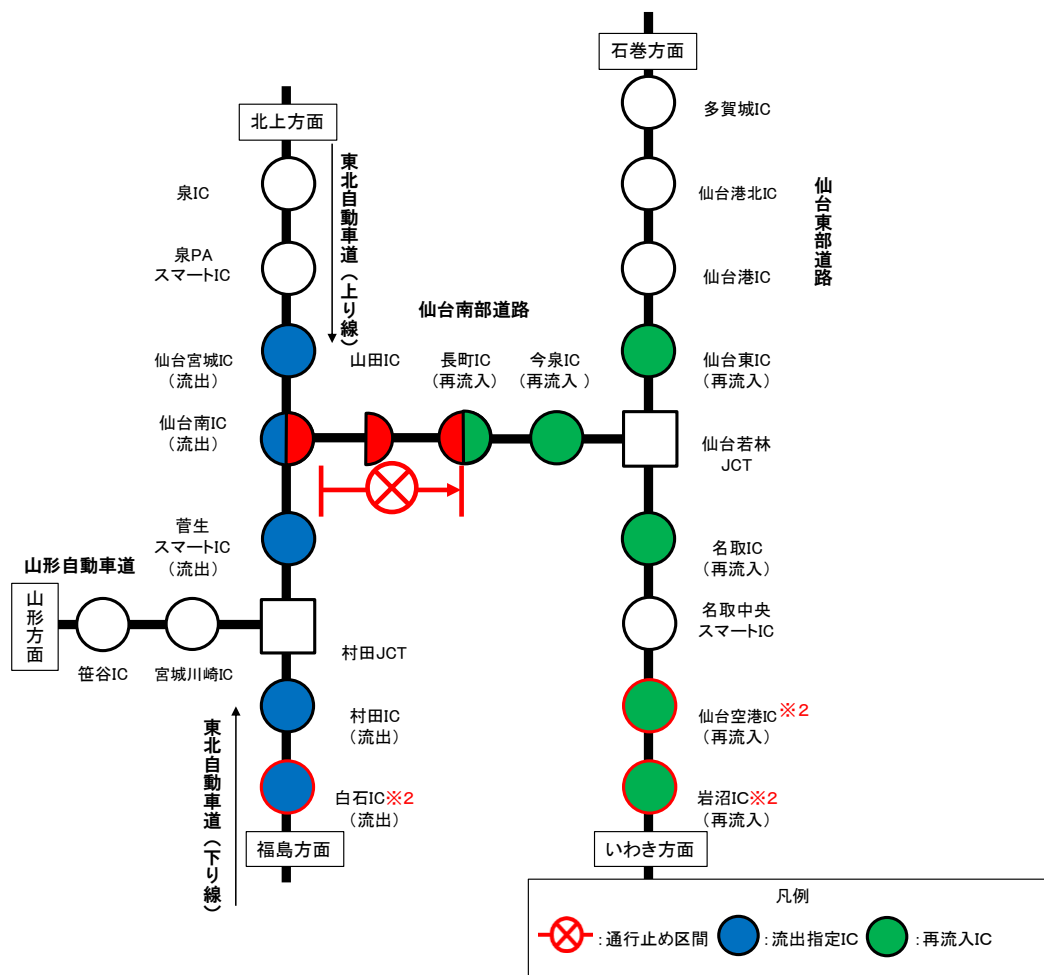 石巻方面
多賀城IC
北上方面
東北自動車道（上り線）
泉IC
仙台港北IC
仙台東部道路
泉PA
スマートIC
仙台港IC
仙台南部道路
仙台宮城IC
（流出）
山田IC
長町IC
（再流入）
今泉IC
（再流入 ）
仙台東IC
（再流入）
仙台南IC
（流出）
仙台若林
JCT
菅生
スマートIC
（流出）
名取IC
（再流入）
山形自動車道
山形方面
笹谷IC
宮城川崎IC
村田JCT
名取中央
スマートIC
東北自動車道（下り線）
村田IC
（流出）
仙台空港IC※2
（再流入）
白石IC※2
（流出）
岩沼IC※2
（再流入）
福島方面
いわき方面
凡例
：通行止め区間
：流出指定IC
：再流入IC